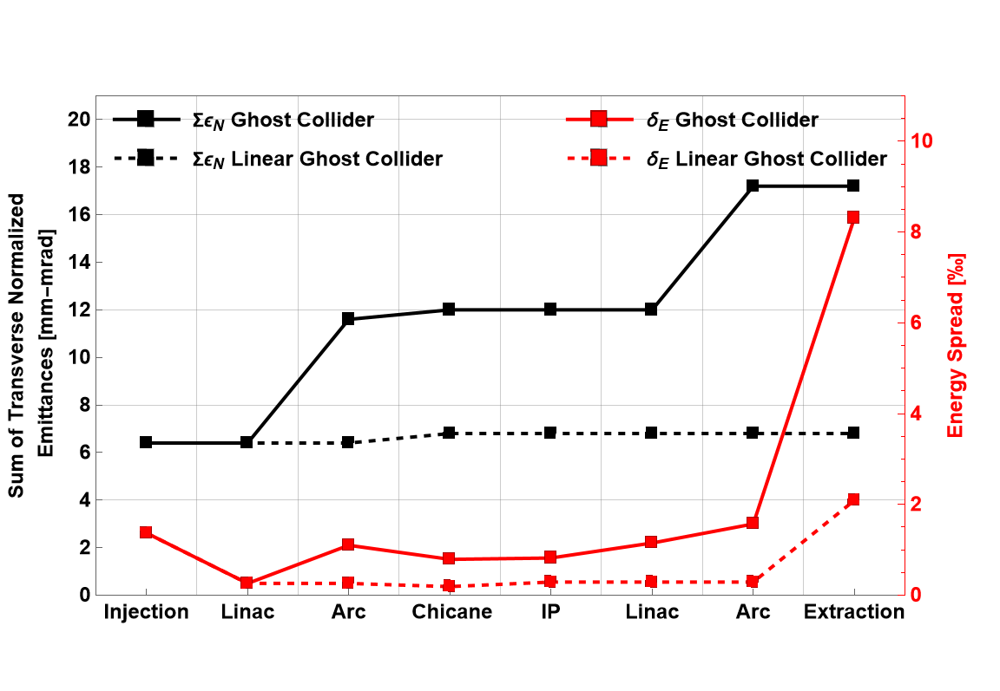 ΣϵN Ghost Collider
ΣϵN Linear Ghost Collider
δE Ghost Collider
δE Linear Ghost Collider
Sum of Transverse Normalized
Emittances [mm−mrad]
20
18
16
14
12
10
8
6
4
2
0
10
8
6
4
2
0
Energy Spread [‰]
Injection Linac Arc Chicane IP Linac Arc Extraction